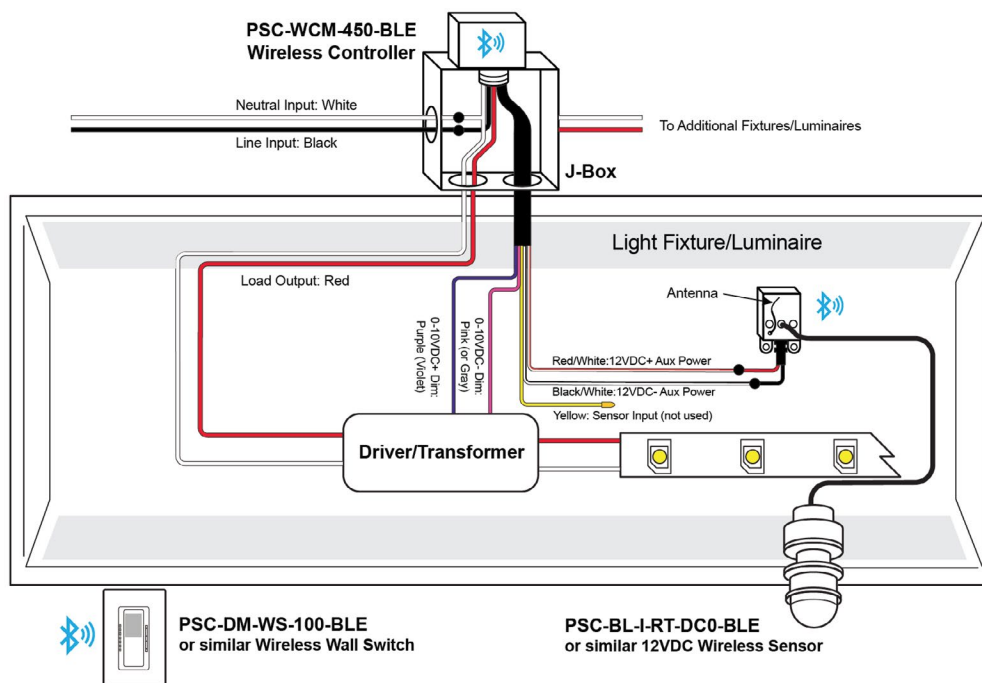 PSC-WCM-450-BLE
Wireless Controller
Neutral Input: White
Line Input: Black
To Additional Fixtures/Luminaires
J-Box
Light Fixture/Luminaire
Load Output: Red
Antenna
0-10VDC+ Dim:
Purple (Violet)
0-10VDC- Dim:
Pink (or Gray)
Red/White:12VDC+ Aux Power
Black/White:12VDC- Aux Power
Yellow: Sensor Input (not used)
Driver/Transformer
PSC-DM-WS-100-BLE
or similar Wireless Wall Switch
PSC-BL-I-RT-DC0-BLE
or similar 12VDC Wireless Sensor